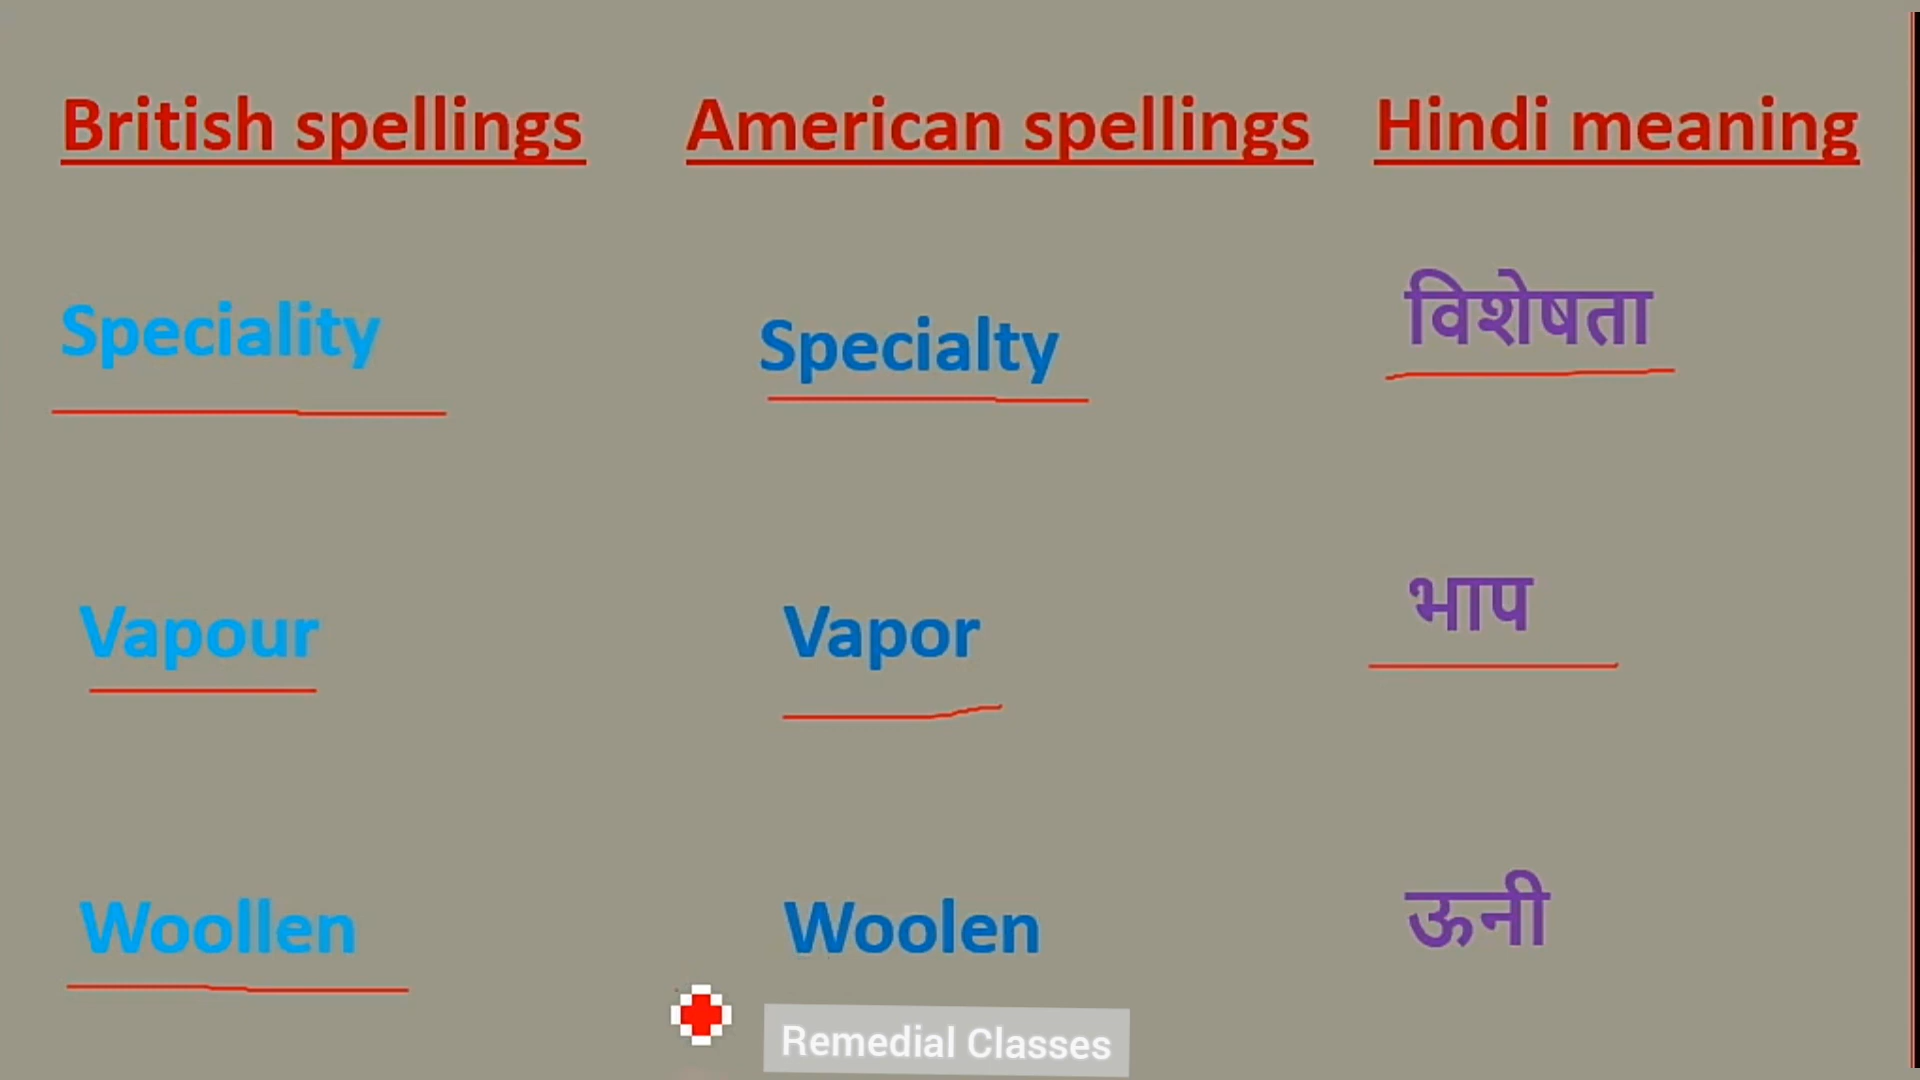 British spellings American spellings Hindi meaning
Speciality Specialty विशेषता
Vapour Vapor भाप
Woollen Woolen ऊनी
Remedial Classes